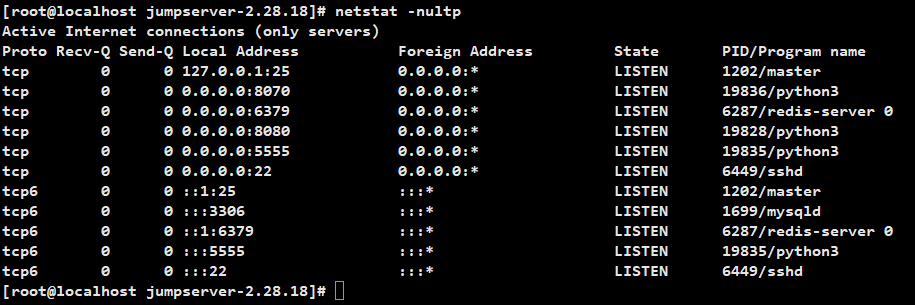 [root@localhost jumpserver-2.28.18]# netstat -nultp
Active Internet connections (only servers)
Proto Recv-Q Send-Q Local Address           Foreign Address         State       PID/Program name
tcp        0      0 127.0.0.1:25            0.0.0.0:*               LISTEN      1202/master
tcp        0      0 0.0.0.0:8070            0.0.0.0:*               LISTEN      19836/python3
tcp        0      0 0.0.0.0:6379            0.0.0.0:*               LISTEN      6287/redis-server 0
tcp        0      0 0.0.0.0:8080            0.0.0.0:*               LISTEN      19828/python3
tcp        0      0 0.0.0.0:5555            0.0.0.0:*               LISTEN      19835/python3
tcp        0      0 0.0.0.0:22              0.0.0.0:*               LISTEN      6449/sshd
tcp6       0      0 ::1:25                  :::*                    LISTEN      1202/master
tcp6       0      0 :::3306                 :::*                    LISTEN      1699/mysqld
tcp6       0      0 ::1:6379                :::*                    LISTEN      6287/redis-server 0
tcp6       0      0 :::5555                 :::*                    LISTEN      19835/python3
tcp6       0      0 :::22                   :::*                    LISTEN      6449/sshd
[root@localhost jumpserver-2.28.18]#